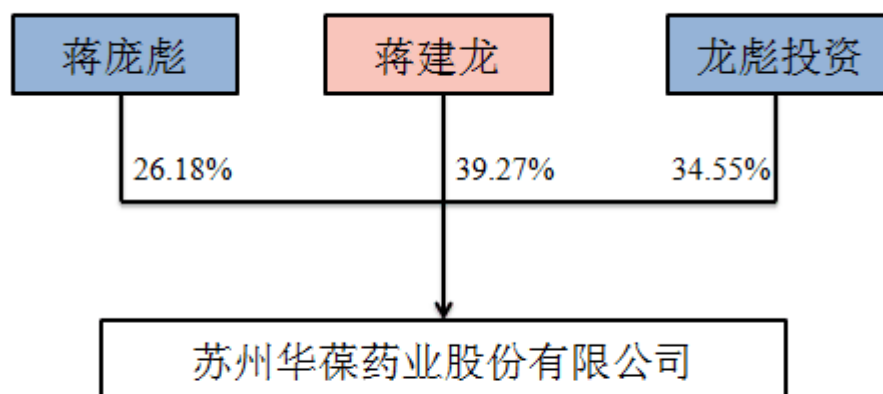 蒋庞彪
蒋建龙
龙彪投资
26.18%
39.27%
34.55%
苏州华葆药业股份有限公司